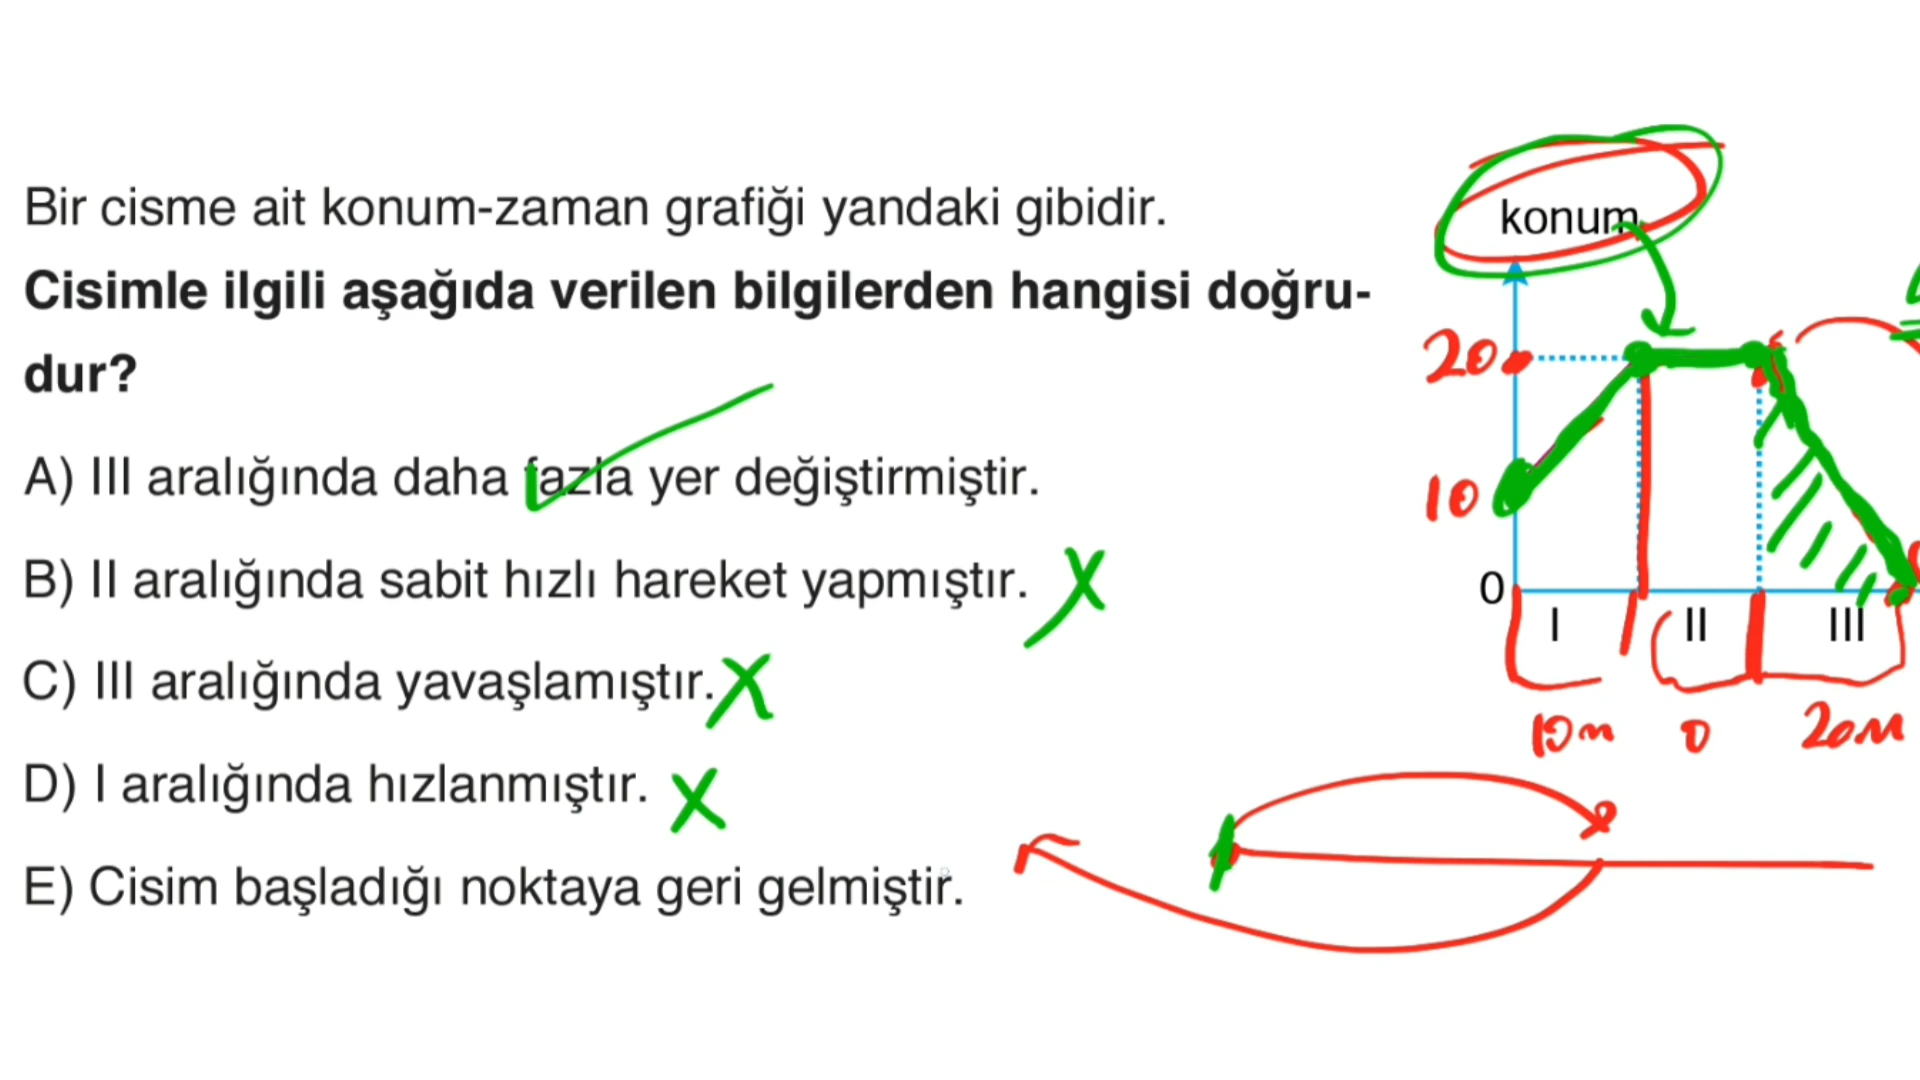 Bir cisme ait konum-zaman grafiği yandaki gibidir.
Cisimle ilgili aşağıda verilen bilgilerden hangisi doğru-
dur?
A) III aralığında daha fazla yer değiştirmiştir.
B) II aralığında sabit hızlı hareket yapmıştır.
C) III aralığında yavaşlamıştır.
D) I aralığında hızlanmıştır.
E) Cisim başladığı noktaya geri gelmiştir.
konum
20
10
0
I II III
10m 0 20M